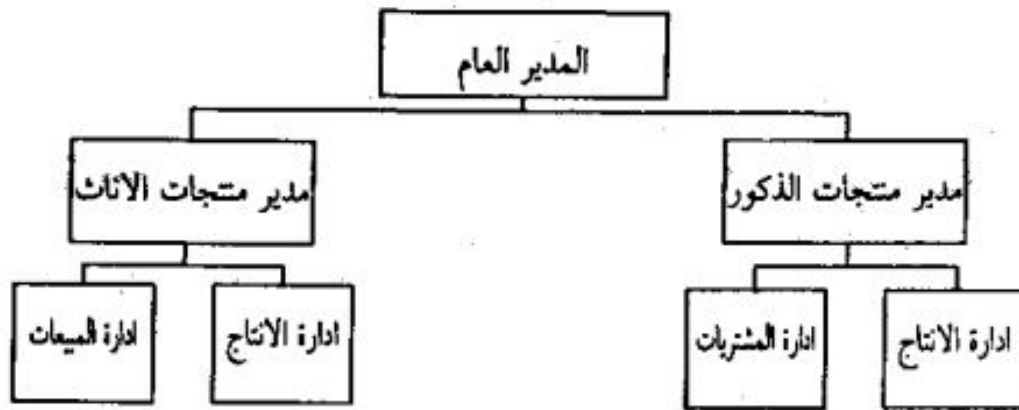 المدير العام
مدير منتجات الذكور
مدير منتجات الاناث
ادارة الانتاج
ادارة المشتريات
ادارة الانتاج
ادارة المبيعات